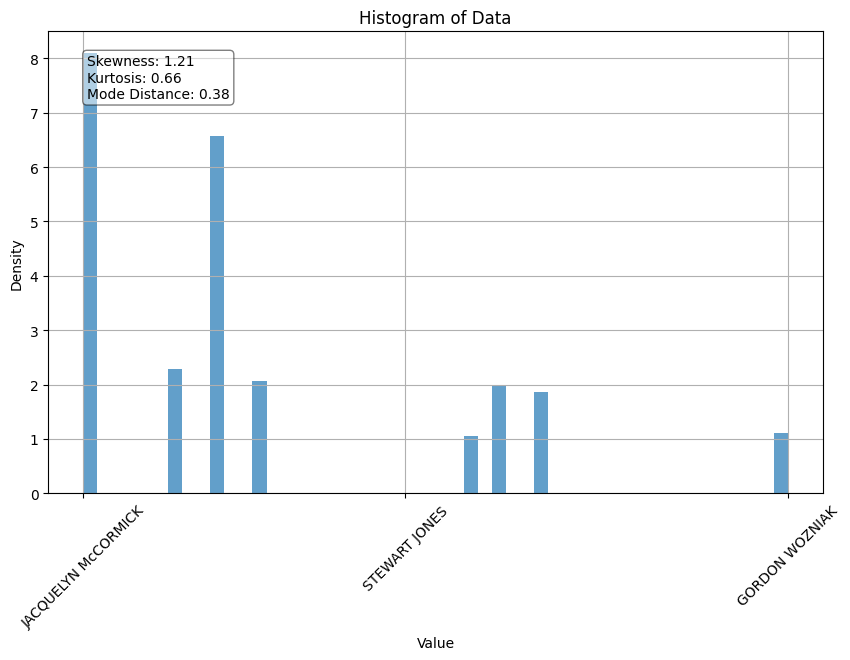 Histogram of Data
Skewness: 1.21
Kurtosis: 0.66
Mode Distance: 0.38
8
7
6
5
4
3
2
1
0
Density
JACQUELYN McCORMICK
STEWART JONES
GORDON WOZNIAK
Value